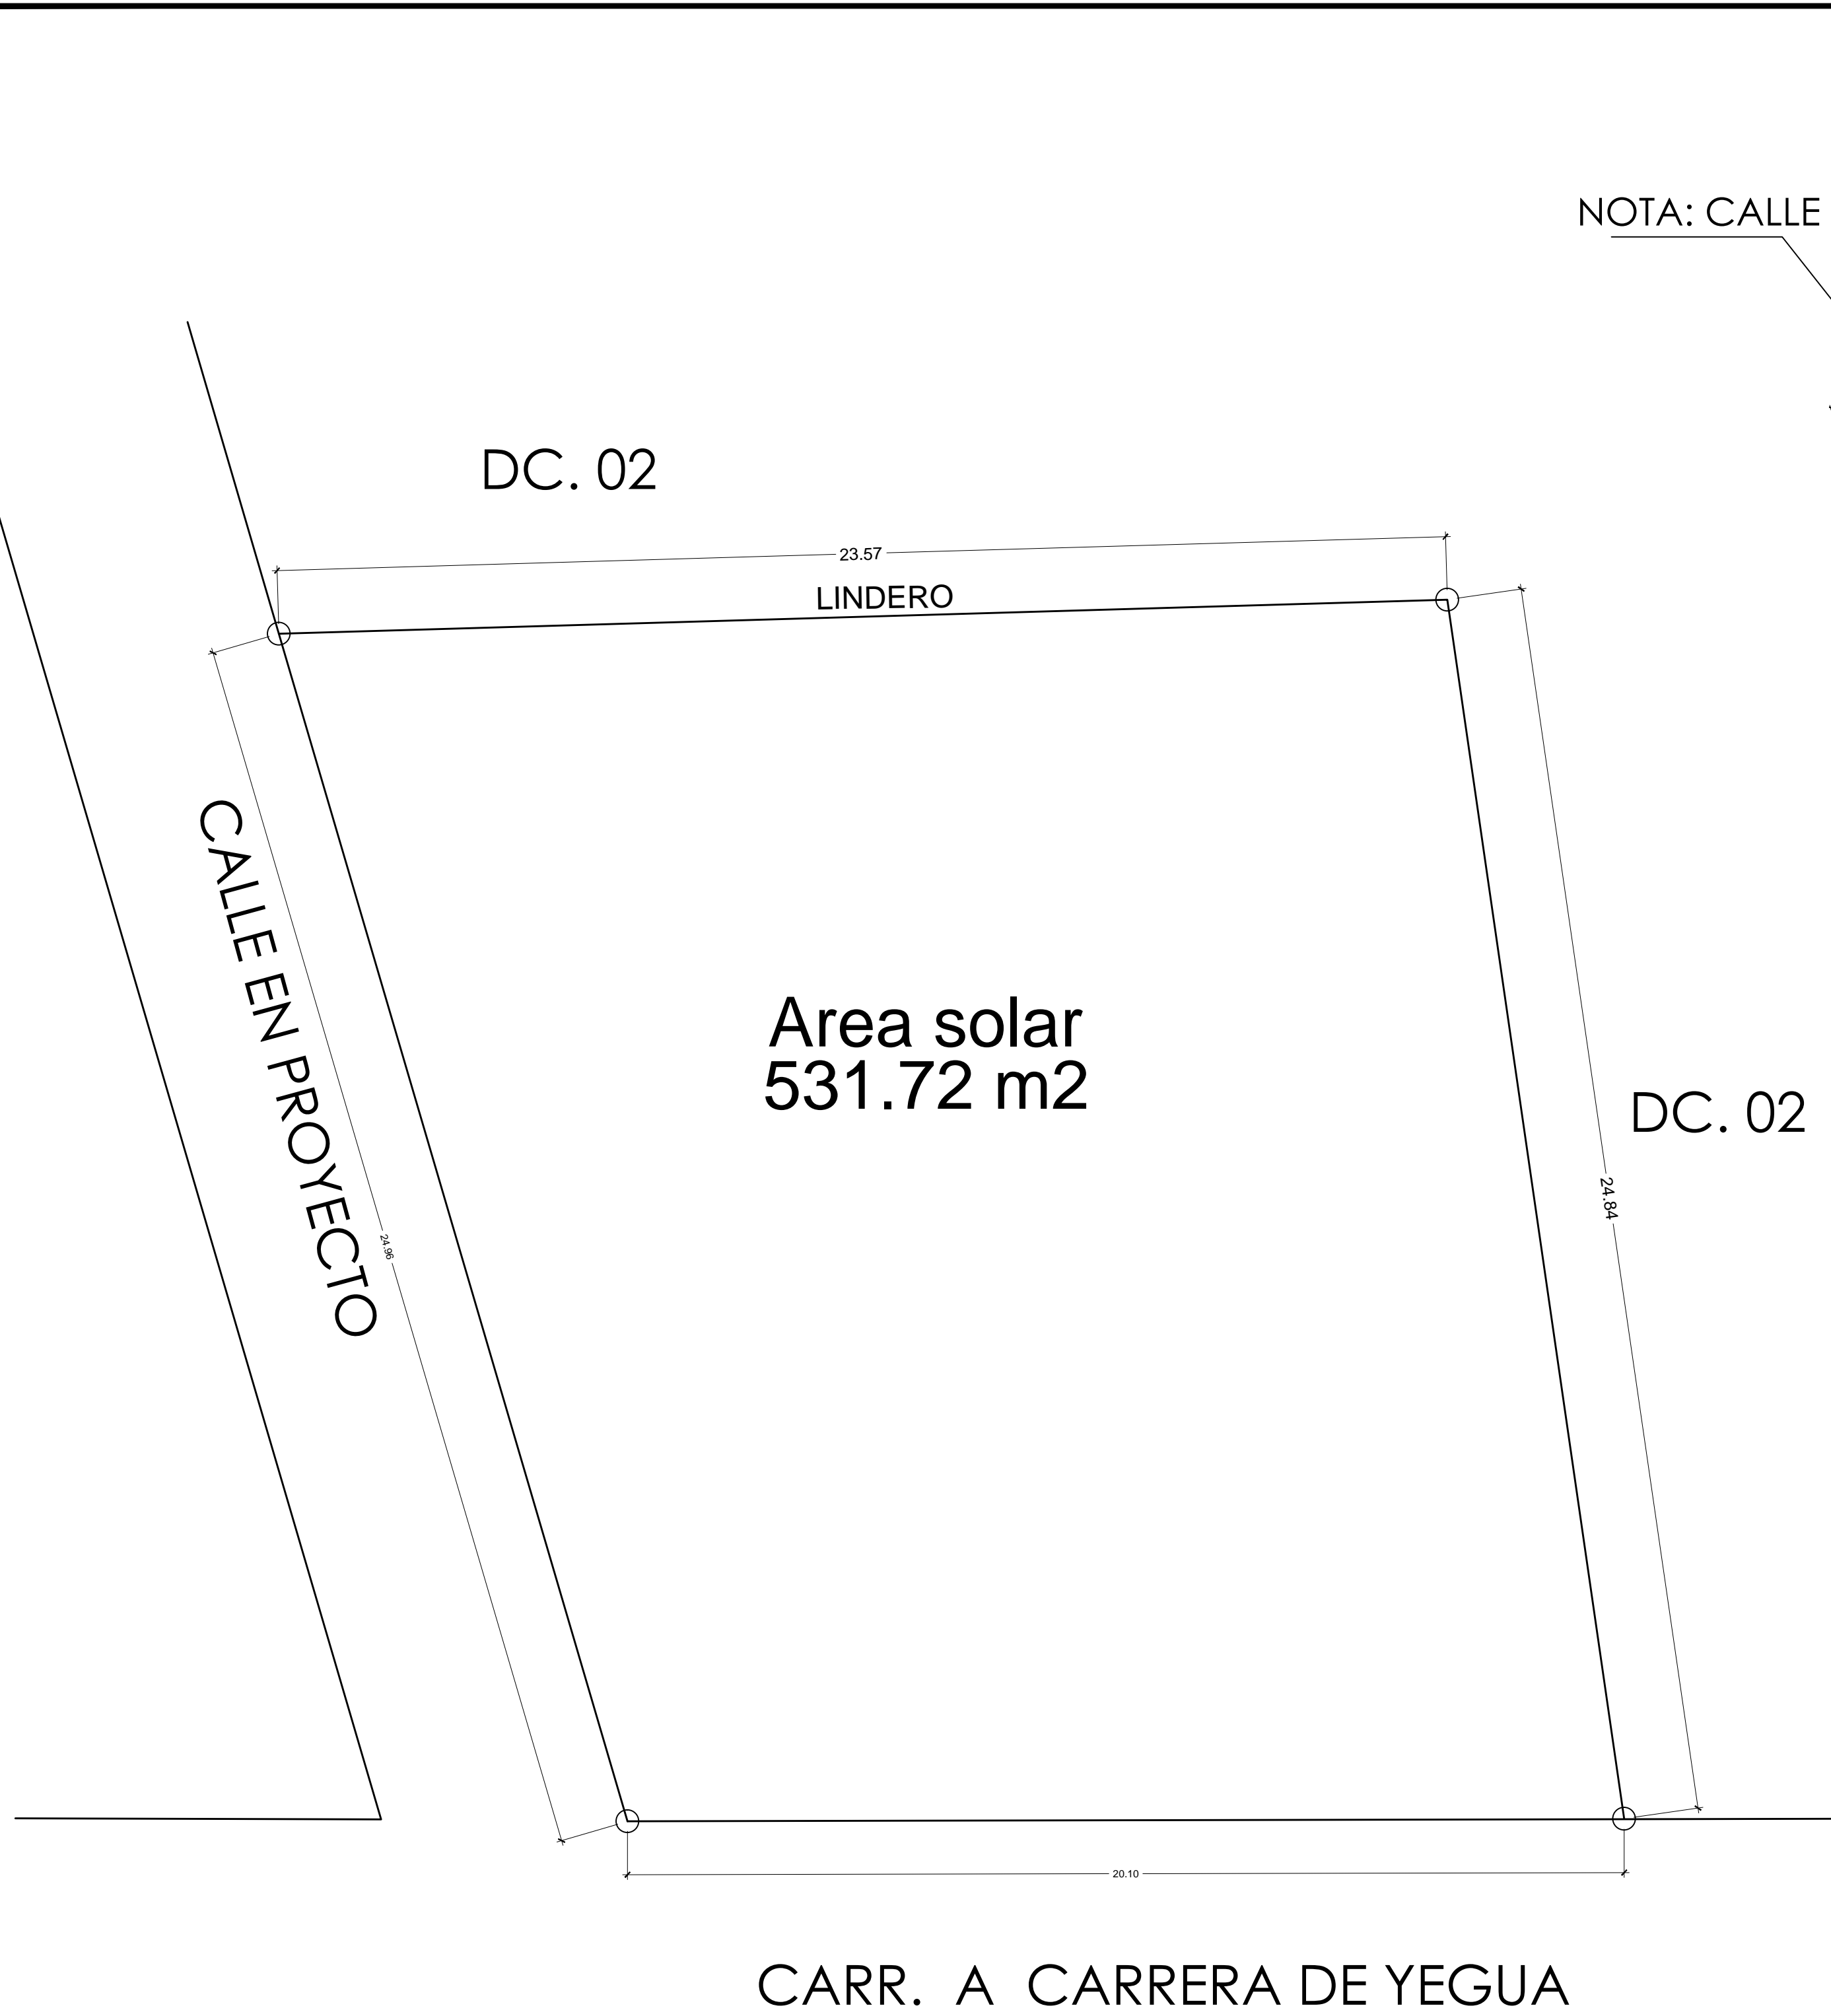 NOTA: CALLE
DC. 02
23.57
LINDERO
CALLE EN PROYECTO
Area solar
531.72 m2
DC. 02
24.84
24.96
20.10
CARR. A CARRERA DE YEGUA